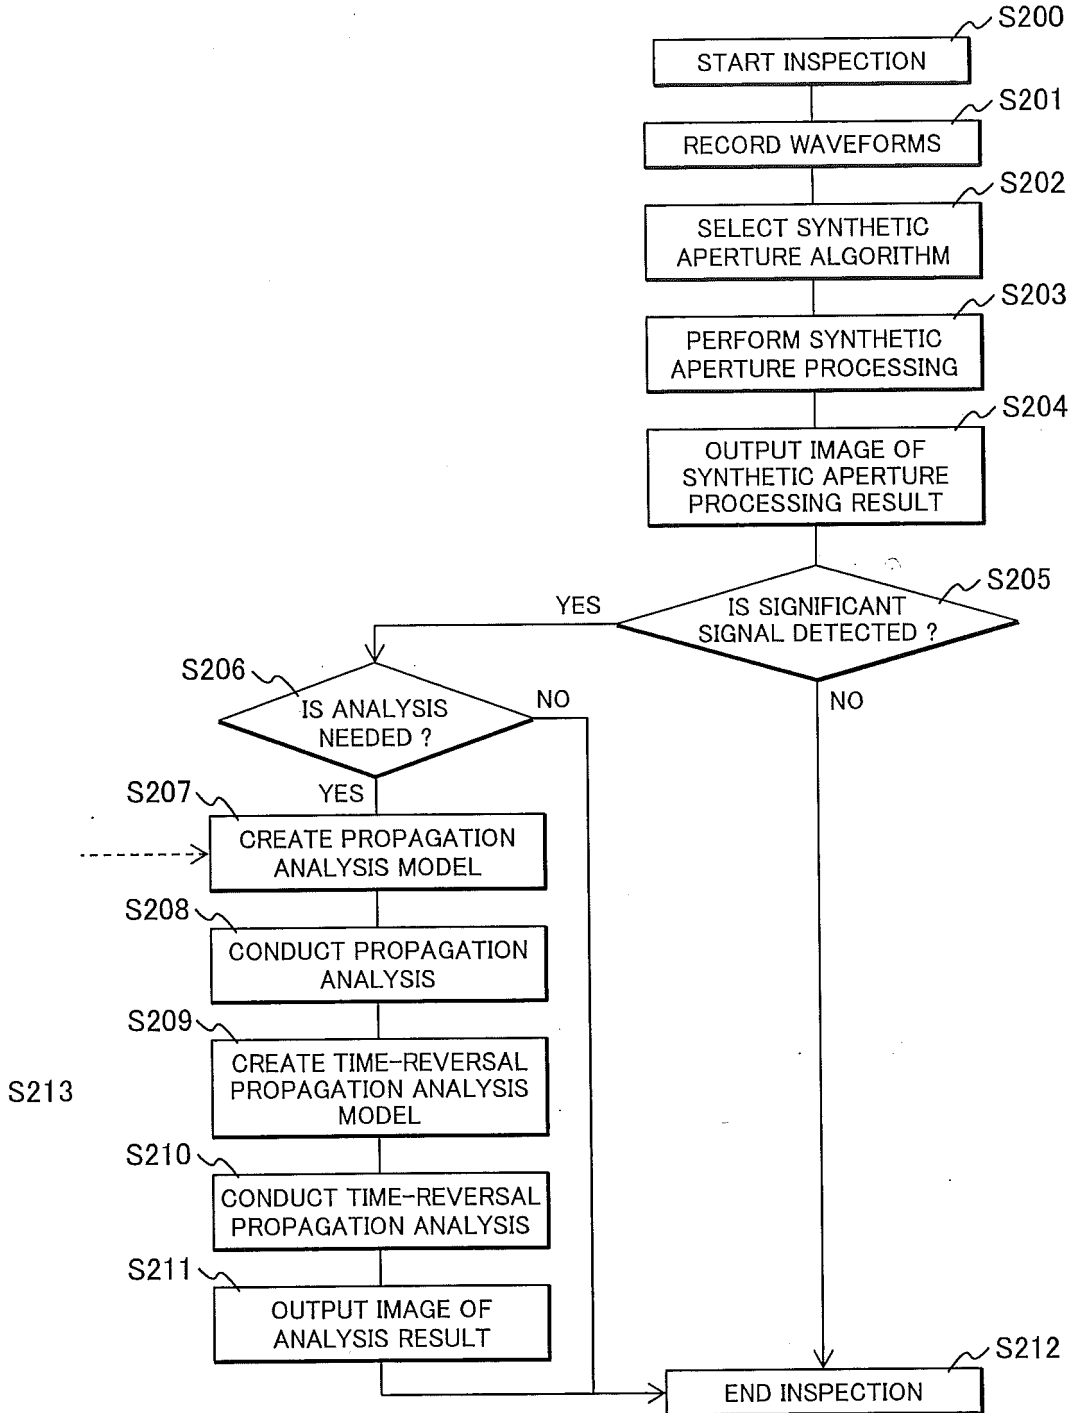 S200
START INSPECTION
S201
RECORD WAVEFORMS
S202
SELECT SYNTHETIC
APERTURE ALGORITHM
S203
PERFORM SYNTHETIC
APERTURE PROCESSING
S204
OUTPUT IMAGE OF
SYNTHETIC APERTURE
PROCESSING RESULT
S205
IS SIGNIFICANT
SIGNAL DETECTED ?
YES
NO
S206
IS ANALYSIS
NEEDED ?
NO
YES
S207
CREATE PROPAGATION
ANALYSIS MODEL
S208
CONDUCT PROPAGATION
ANALYSIS
S209
CREATE TIME-REVERSAL
PROPAGATION ANALYSIS
MODEL
S213
S210
CONDUCT TIME-REVERSAL
PROPAGATION ANALYSIS
S211
OUTPUT IMAGE OF
ANALYSIS RESULT
S212
END INSPECTION